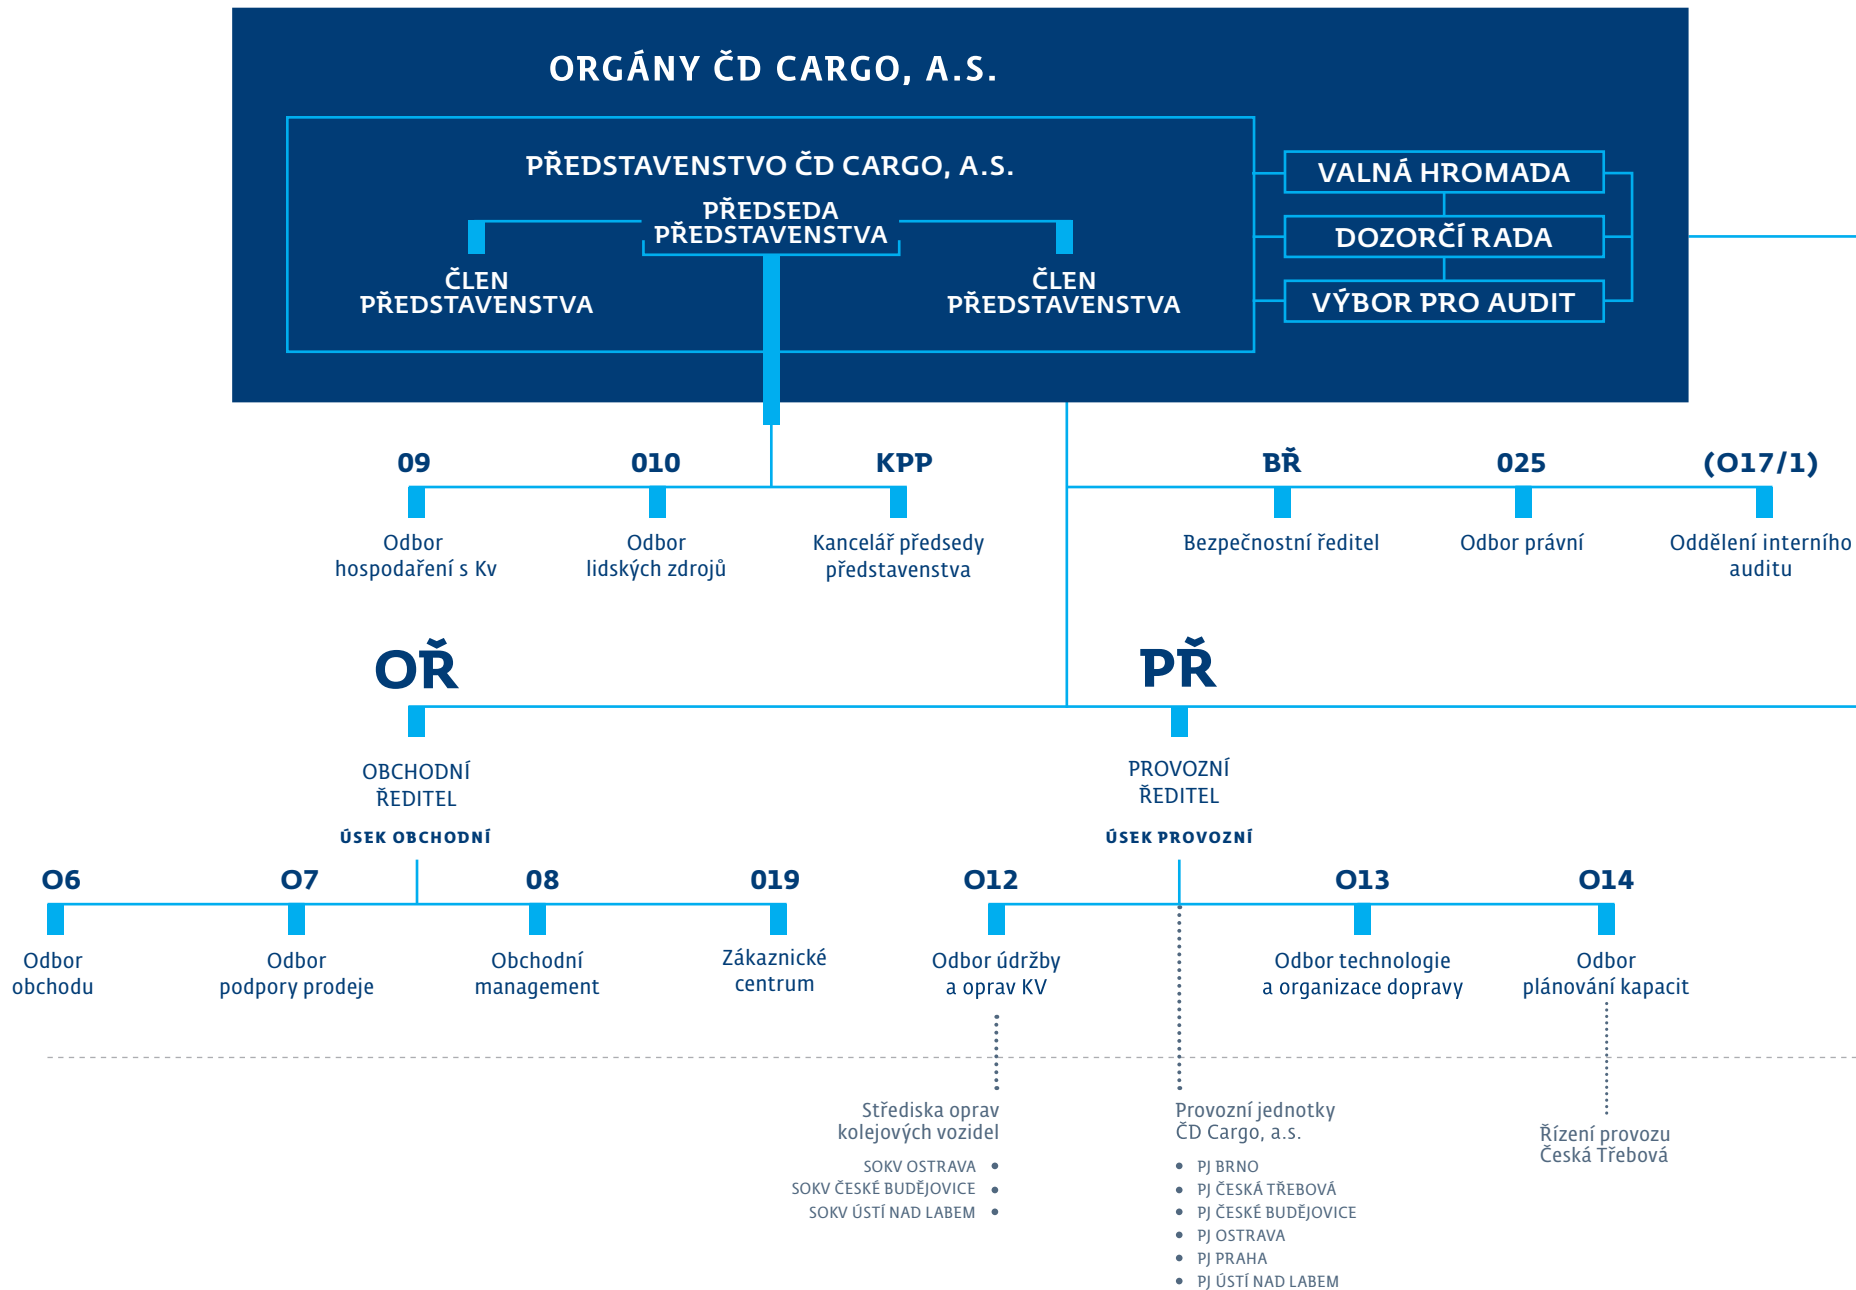 ORGÁNY ČD CARGO, A.S.
PŘEDSTAVENSTVO ČD CARGO, A.S.
PŘEDSEDA
PŘEDSTAVENSTVA
ČLEN
PŘEDSTAVENSTVA
ČLEN
PŘEDSTAVENSTVA
VALNÁ HROMADA
DOZORČÍ RADA
VÝBOR PRO AUDIT
09
Odbor
hospodaření s Kv
010
Odbor
lidských zdrojů
KPP
Kancelář předsedy
představenstva
BŘ
Bezpečnostní ředitel
025
Odbor právní
(O17/1)
Oddělení interního
auditu
OŘ
OBCHODNÍ
ŘEDITEL
ÚSEK OBCHODNÍ
PŘ
PROVOZNÍ
ŘEDITEL
ÚSEK PROVOZNÍ
O6
Odbor
obchodu
O7
Odbor
podpory prodeje
08
Obchodní
management
019
Zákaznické
centrum
O12
Odbor údržby
a oprav KV
O13
Odbor technologie
a organizace dopravy
O14
Odbor
plánování kapacit
Střediska oprav
kolejových vozidel
SOKV OSTRAVA •
SOKV ČESKÉ BUDĚJOVICE •
SOKV ÚSTÍ NAD LABEM •
Provozní jednotky
ČD Cargo, a.s.
• PJ BRNO
• PJ ČESKÁ TŘEBOVÁ
• PJ ČESKÉ BUDĚJOVICE
• PJ OSTRAVA
• PJ PRAHA
• PJ ÚSTÍ NAD LABEM
Řízení provozu
Česká Třebová